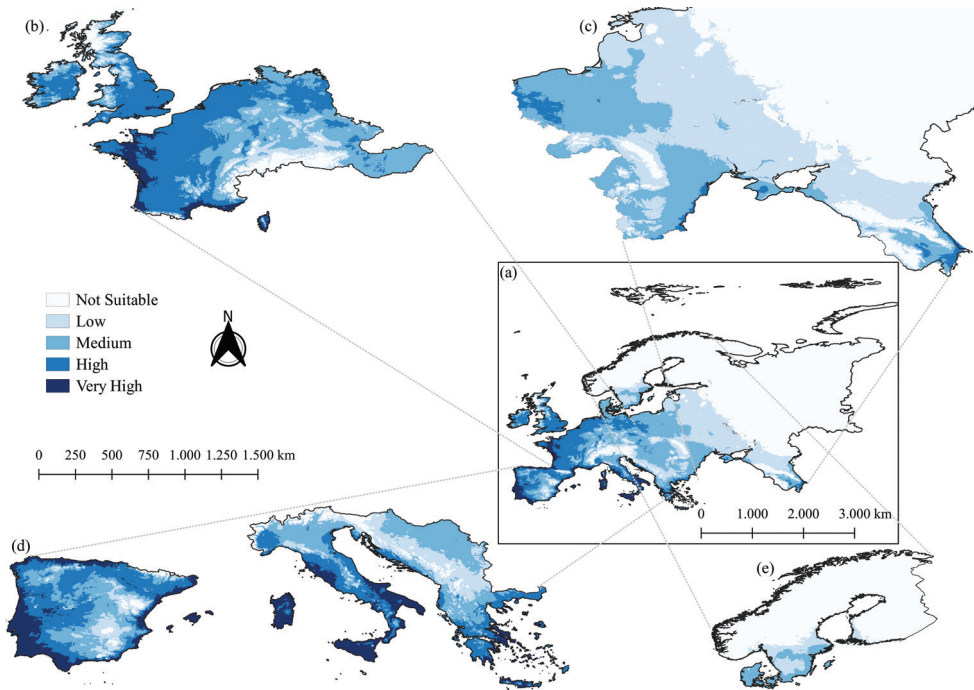 (b)
(c)
(a)
Not Suitable
Low
Medium
High
Very High
N
0 250 500 750 1.000 1.250 1.500 km
0 1.000 2.000 3.000 km
(d)
(e)